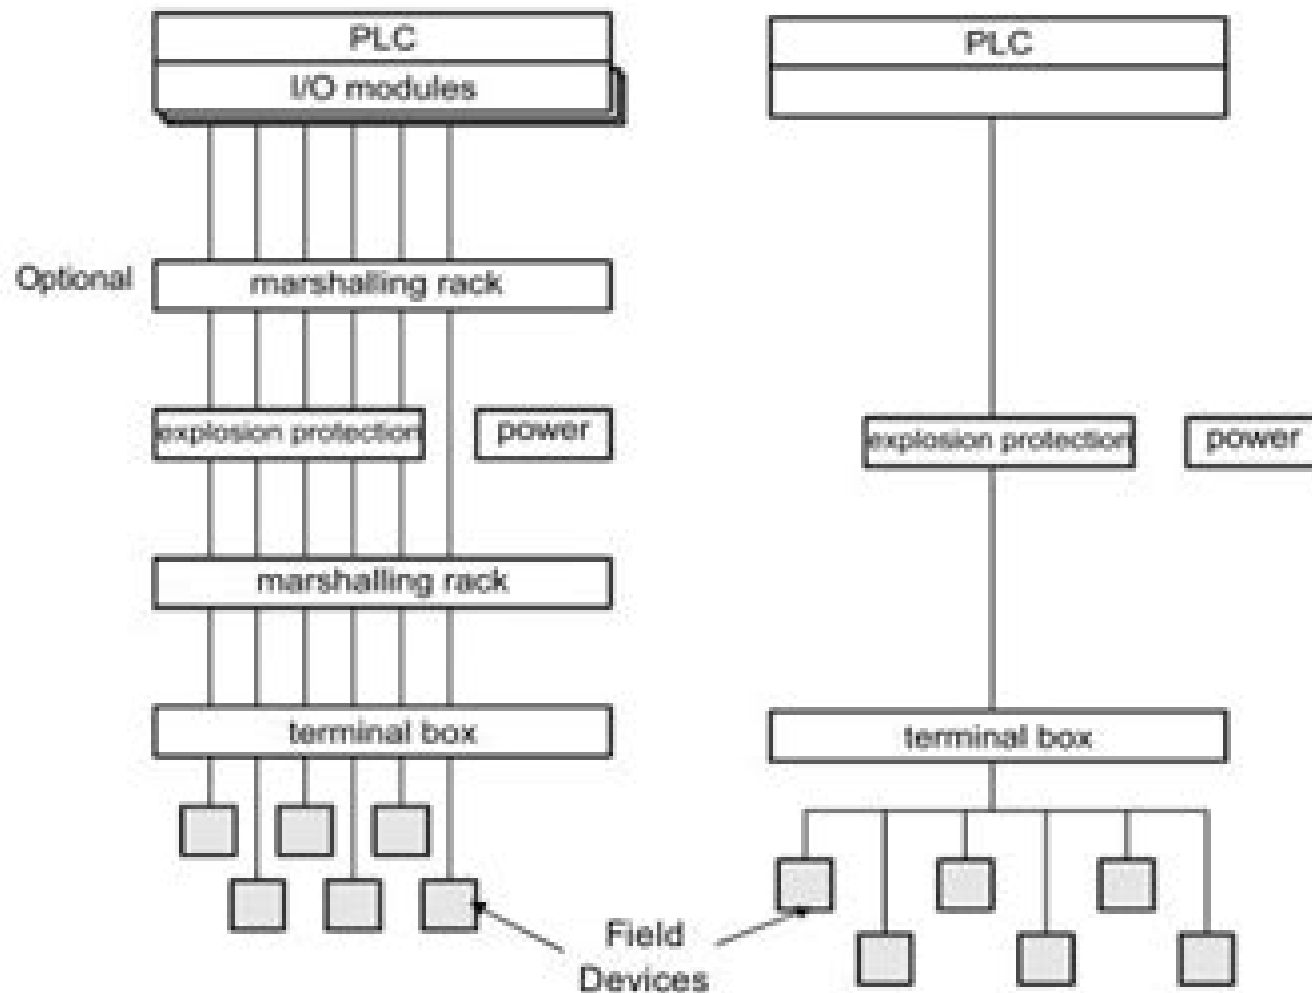 PLC
I/O modules
Optional
marshalling rack
explosion protection
power
marshalling rack
terminal box
PLC
explosion protection
power
terminal box
Field
Devices